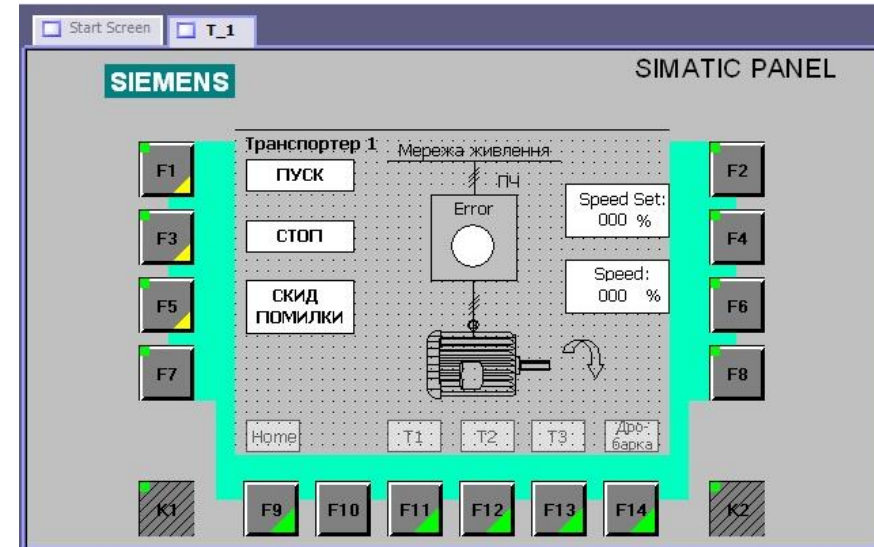 Start Screen
T_1
SIEMENS
SIMATIC PANEL
Транспортер 1
Мережа живлення
F1
ПУСК
ПЧ
F2
Error
Speed Set:
000 %
F3
СТОП
F4
Speed:
000 %
F5
СКИД
ПОМИЛКИ
F6
F7
F8
Home
T1
T2
T3
Дро-
барка
K1
F9
F10
F11
F12
F13
F14
K2